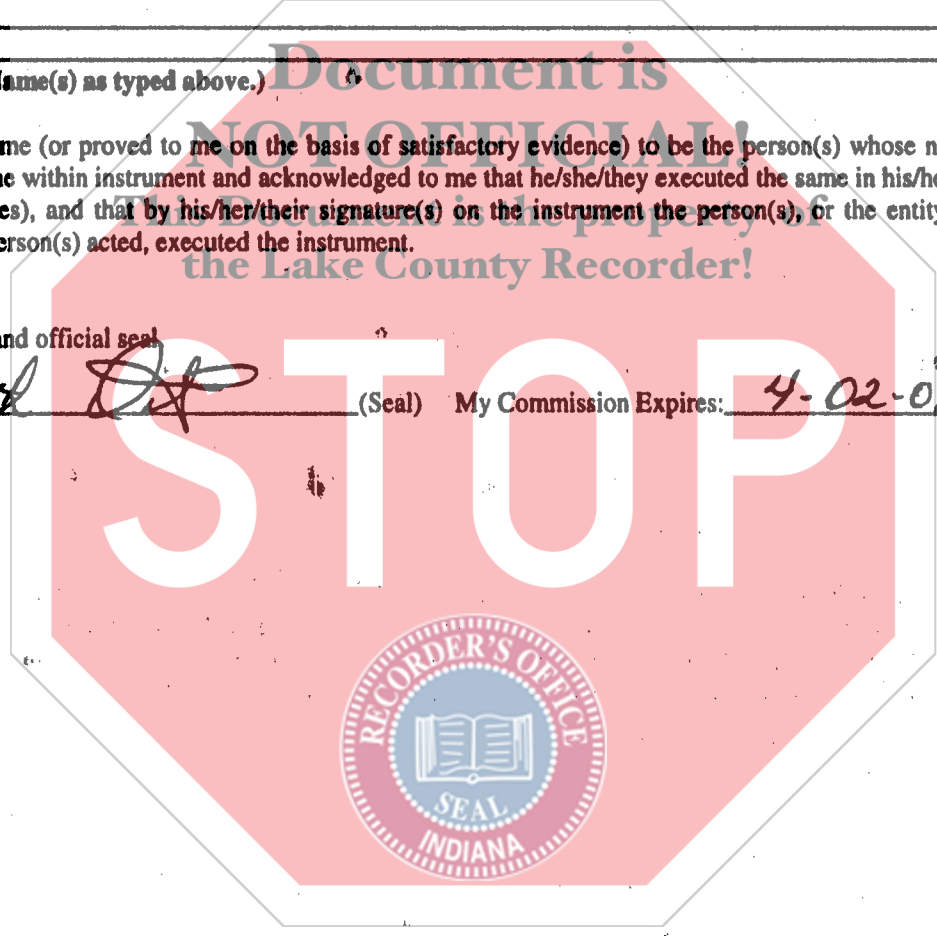 ame(s) as typed above.)
Document is
NOT OFFICIAL!
me (or proved to me on the basis of satisfactory evidence) to be the person(s) whose n
e within instrument and acknowledged to me that he/she/they executed the same in his/he
es), and that by his/her/their signature(s) on the instrument the person(s), or the entity
erson(s) acted, executed the instrument.
This Document is the property of
the Lake County Recorder!
and official seal
(Seal) My Commission Expires: 4-02-0
STOP
RECORDER'S OFFICE
SEAL
INDIANA